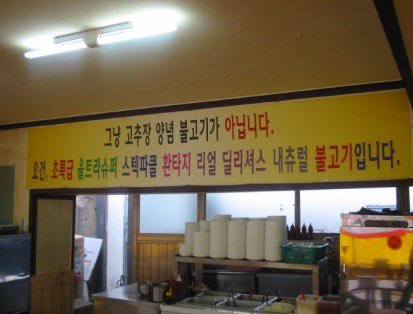 그냥 고추장 양념 불고기가 아닙니다.
요건, 초특급 울트라슈퍼 스텍파클 환타지 리얼 딜리셔스 내츄럴 불고기입니다.